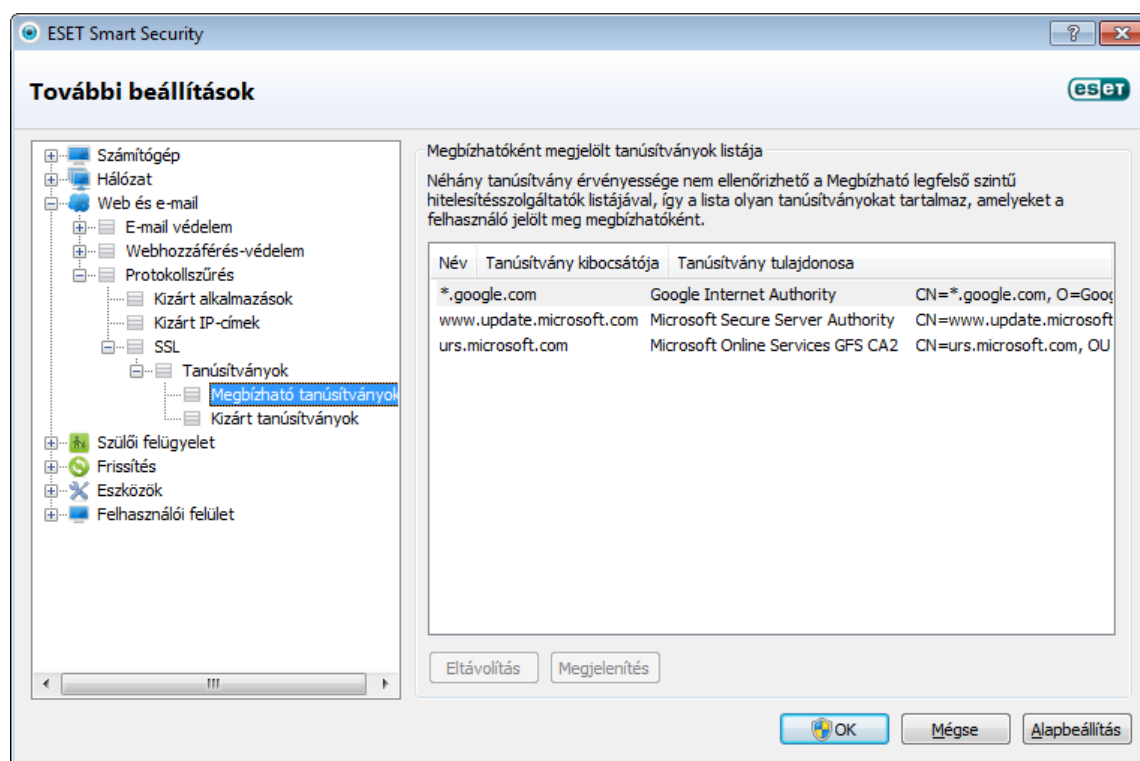 ESET Smart Security
További beállítások
eset
Számítógép
Hálózat
Web és e-mail
E-mail védelem
Webhozzáférés-védelem
Protokollszűrés
Kizárt alkalmazások
Kizárt IP-címek
SSL
Tanúsítványok
Megbízható tanúsítványok
Kizárt tanúsítványok
Szülői felügyelet
Frissítés
Eszközök
Felhasználói felület
Megbízhatóként megjelölt tanúsítványok listája
Néhány tanúsítvány érvényessége nem ellenőrizhető a Megbízható legfelső szintű
hitelesítésszolgáltatók listájával, így a lista olyan tanúsítványokat tartalmaz, amelyeket a
felhasználó jelölt meg megbízhatóként.
Név Tanúsítvány kibocsátója Tanúsítvány tulajdonosa
*.google.com Google Internet Authority CN=*.google.com, O=Goog
www.update.microsoft.com Microsoft Secure Server Authority CN=www.update.microsoft
urs.microsoft.com Microsoft Online Services GFS CA2 CN=urs.microsoft.com, OU
Eltávolítás Megjelenítés
OK Mégse Alapbeállítás